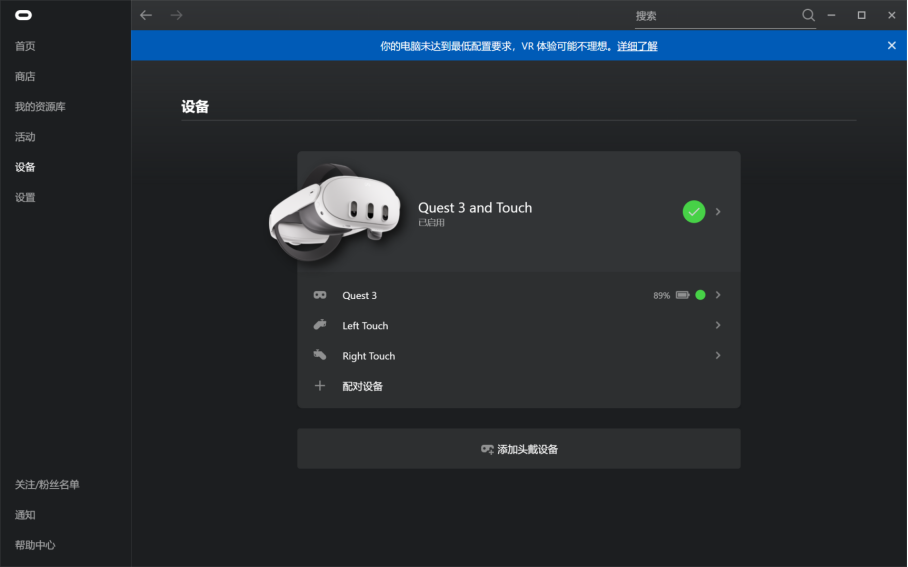 搜索
你的电脑未达到最低配置要求，VR 体验可能不理想。详细了解
首页
商店
我的资源库
活动
设备
设置
关注/粉丝名单
通知
帮助中心
设备
Quest 3 and Touch
已启用
Quest 3 89%
Left Touch
Right Touch
配对设备
添加头戴设备